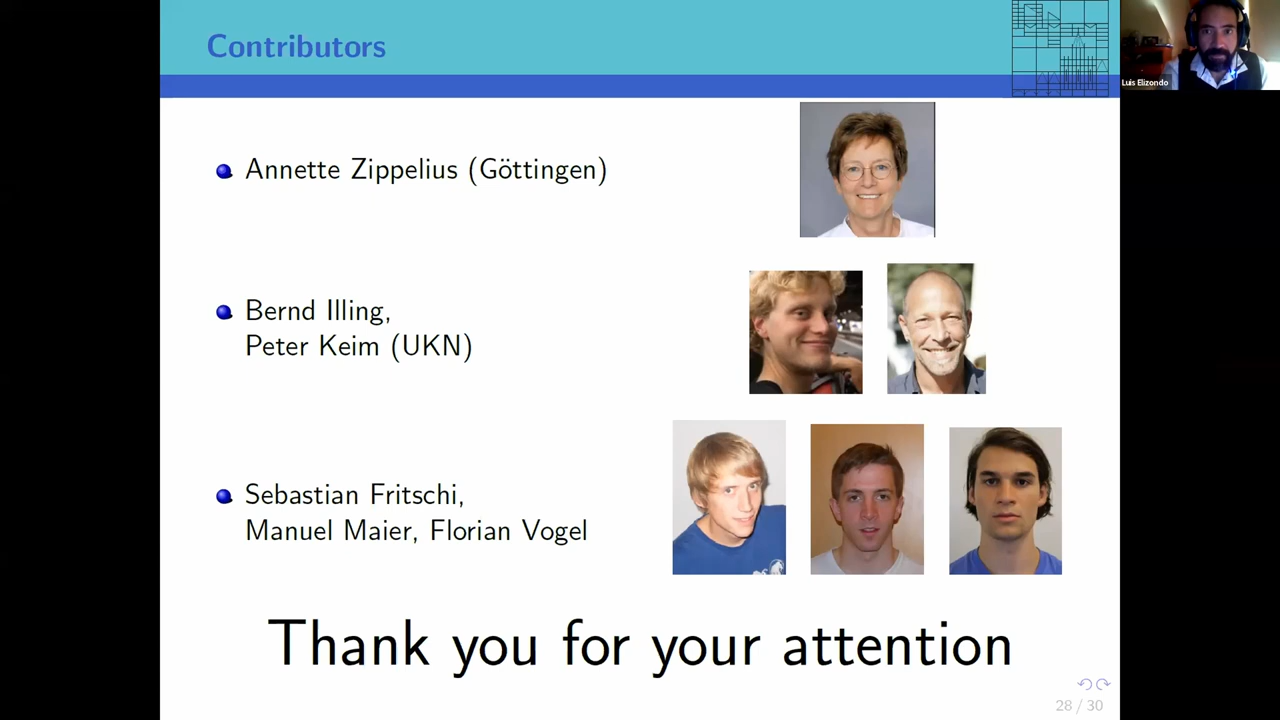 Contributors
Luis Elizondo
Annette Zippelius (Göttingen)
Bernd Illing,
Peter Keim (UKN)
Sebastian Fritschi,
Manuel Maier, Florian Vogel
Thank you for your attention
28 / 30